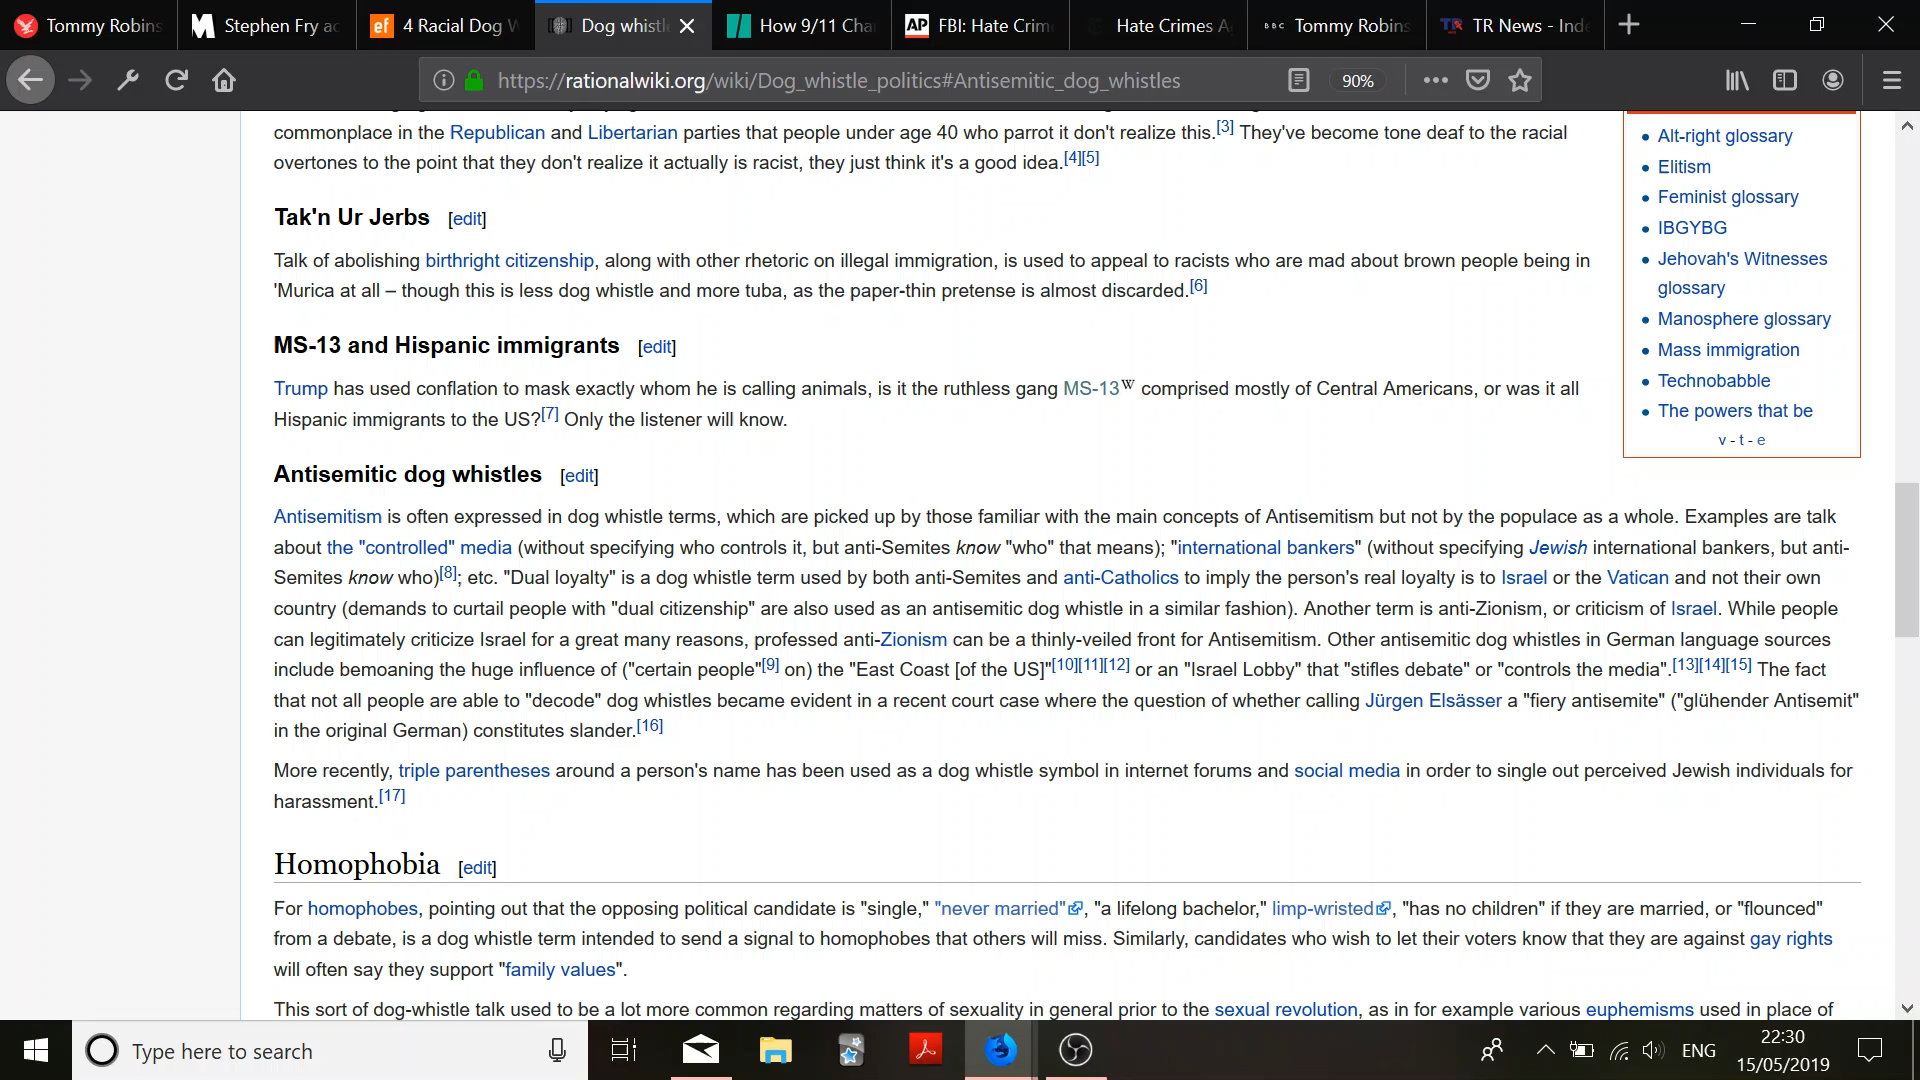 Tommy Robins
Stephen Fry ac
4 Racial Dog W
Dog whistle
How 9/11 Cha
FBI: Hate Crim
Hate Crimes A
Tommy Robins
TR News - Inde
https://rationalwiki.org/wiki/Dog_whistle_politics#Antisemitic_dog_whistles
90%
commonplace in the Republican and Libertarian parties that people under age 40 who parrot it don't realize this.[3] They've become tone deaf to the racial
overtones to the point that they don't realize it actually is racist, they just think it's a good idea.[4][5]
Tak'n Ur Jerbs [edit]
Talk of abolishing birthright citizenship, along with other rhetoric on illegal immigration, is used to appeal to racists who are mad about brown people being in
'Murica at all – though this is less dog whistle and more tuba, as the paper-thin pretense is almost discarded.[6]
MS-13 and Hispanic immigrants [edit]
Trump has used conflation to mask exactly whom he is calling animals, is it the ruthless gang MS-13W comprised mostly of Central Americans, or was it all
Hispanic immigrants to the US?[7] Only the listener will know.
Antisemitic dog whistles [edit]
Antisemitism is often expressed in dog whistle terms, which are picked up by those familiar with the main concepts of Antisemitism but not by the populace as a whole. Examples are talk
about the "controlled" media (without specifying who controls it, but anti-Semites know "who" that means); "international bankers" (without specifying Jewish international bankers, but anti-
Semites know who)[8]; etc. "Dual loyalty" is a dog whistle term used by both anti-Semites and anti-Catholics to imply the person's real loyalty is to Israel or the Vatican and not their own
country (demands to curtail people with "dual citizenship" are also used as an antisemitic dog whistle in a similar fashion). Another term is anti-Zionism, or criticism of Israel. While people
can legitimately criticize Israel for a great many reasons, professed anti-Zionism can be a thinly-veiled front for Antisemitism. Other antisemitic dog whistles in German language sources
include bemoaning the huge influence of ("certain people"[9] on) the "East Coast [of the US]"[10][11][12] or an "Israel Lobby" that "stifles debate" or "controls the media".[13][14][15] The fact
that not all people are able to "decode" dog whistles became evident in a recent court case where the question of whether calling Jürgen Elsässer a "fiery antisemite" ("glühender Antisemit"
in the original German) constitutes slander.[16]
More recently, triple parentheses around a person's name has been used as a dog whistle symbol in internet forums and social media in order to single out perceived Jewish individuals for
harassment.[17]
Homophobia [edit]
For homophobes, pointing out that the opposing political candidate is "single," "never married", "a lifelong bachelor," limp-wristed, "has no children" if they are married, or "flounced"
from a debate, is a dog whistle term intended to send a signal to homophobes that others will miss. Similarly, candidates who wish to let their voters know that they are against gay rights
will often say they support "family values".
This sort of dog-whistle talk used to be a lot more common regarding matters of sexuality in general prior to the sexual revolution, as in for example various euphemisms used in place of
Alt-right glossary
Elitism
Feminist glossary
IBGYBG
Jehovah's Witnesses
glossary
Manosphere glossary
Mass immigration
Technobabble
The powers that be
v - t - e
Type here to search
ENG
22:30
15/05/2019